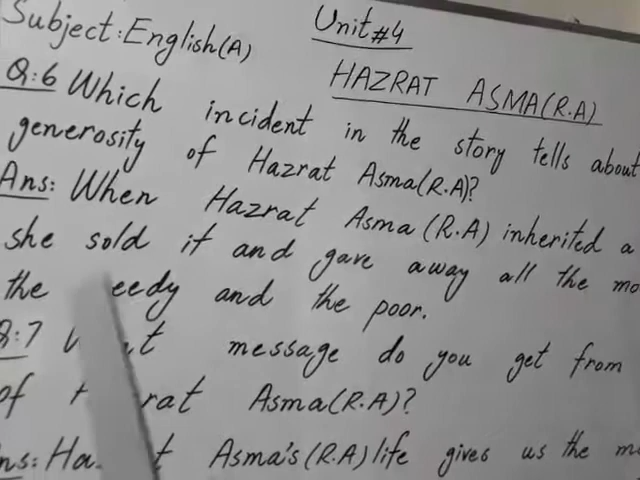 Subject: English(A)
Unit #4
HAZRAT ASMA(R.A)
Q:6 Which incident in the story tells about
generosity of Hazrat Asma(R.A)?
Ans: When Hazrat Asma (R.A) inherited a
she sold it and gave away all the
the and the poor.
Q:7 message do you get from
of Asma(R.A)?
Asma's (R.A) life gives us the